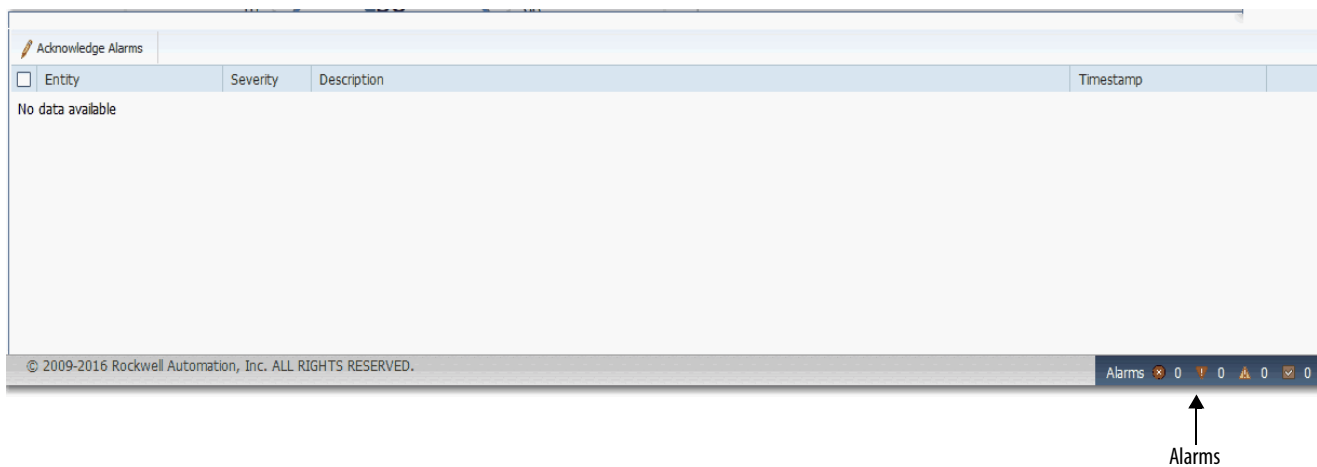 Acknowledge Alarms
Entity Severity Description Timestamp
No data available
© 2009-2016 Rockwell Automation, Inc. ALL RIGHTS RESERVED.
Alarms 0 0 0 0
Alarms